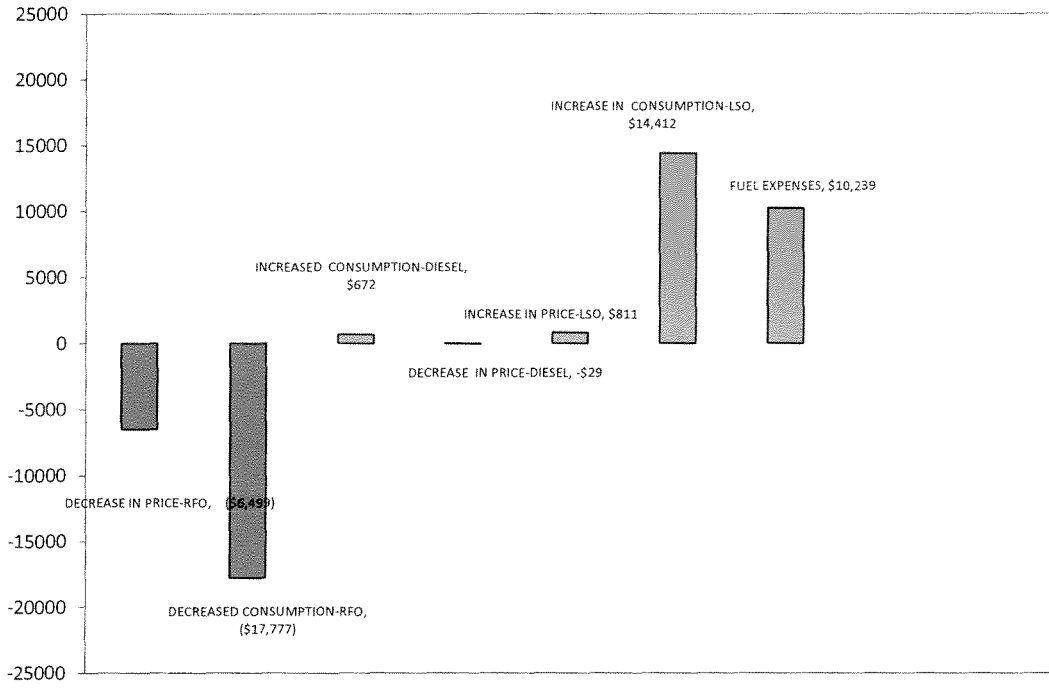 25000
20000
INCREASE IN CONSUMPTION-LSO,
$14,412
15000
FUEL EXPENSES, $10,239
10000
INCREASED CONSUMPTION-DIESEL,
$672
5000
INCREASE IN PRICE-LSO, $811
0
DECREASE IN PRICE-DIESEL, -$29
-5000
-10000
DECREASE IN PRICE-RFO, ($6,499)
-15000
-20000
DECREASED CONSUMPTION-RFO,
($17,777)
-25000